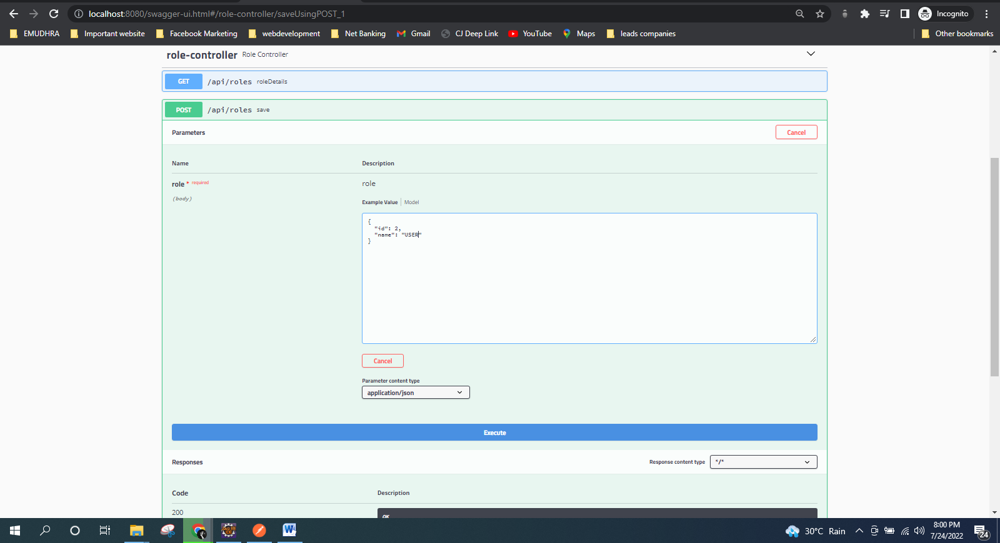 localhost:8080/swagger-ui.html#/role-controller/saveUsingPOST_1
Incognito
EMUDHRA
Important website
Facebook Marketing
webdevelopment
Net Banking
Gmail
CJ Deep Link
YouTube
Maps
leads companies
Other bookmarks
role-controller Role Controller
GET /api/roles roleDetails
POST /api/roles save
Parameters
Cancel
Name
Description
role * required
(body)
role
Example Value | Model
{
"id": 2,
"name": "USER"
}
Cancel
Parameter content type
application/json
Execute
Responses
Response content type
*/*
Code
Description
200
OK
Java EE
IDE
W
30°C Rain
8:00 PM
7/24/2022
24